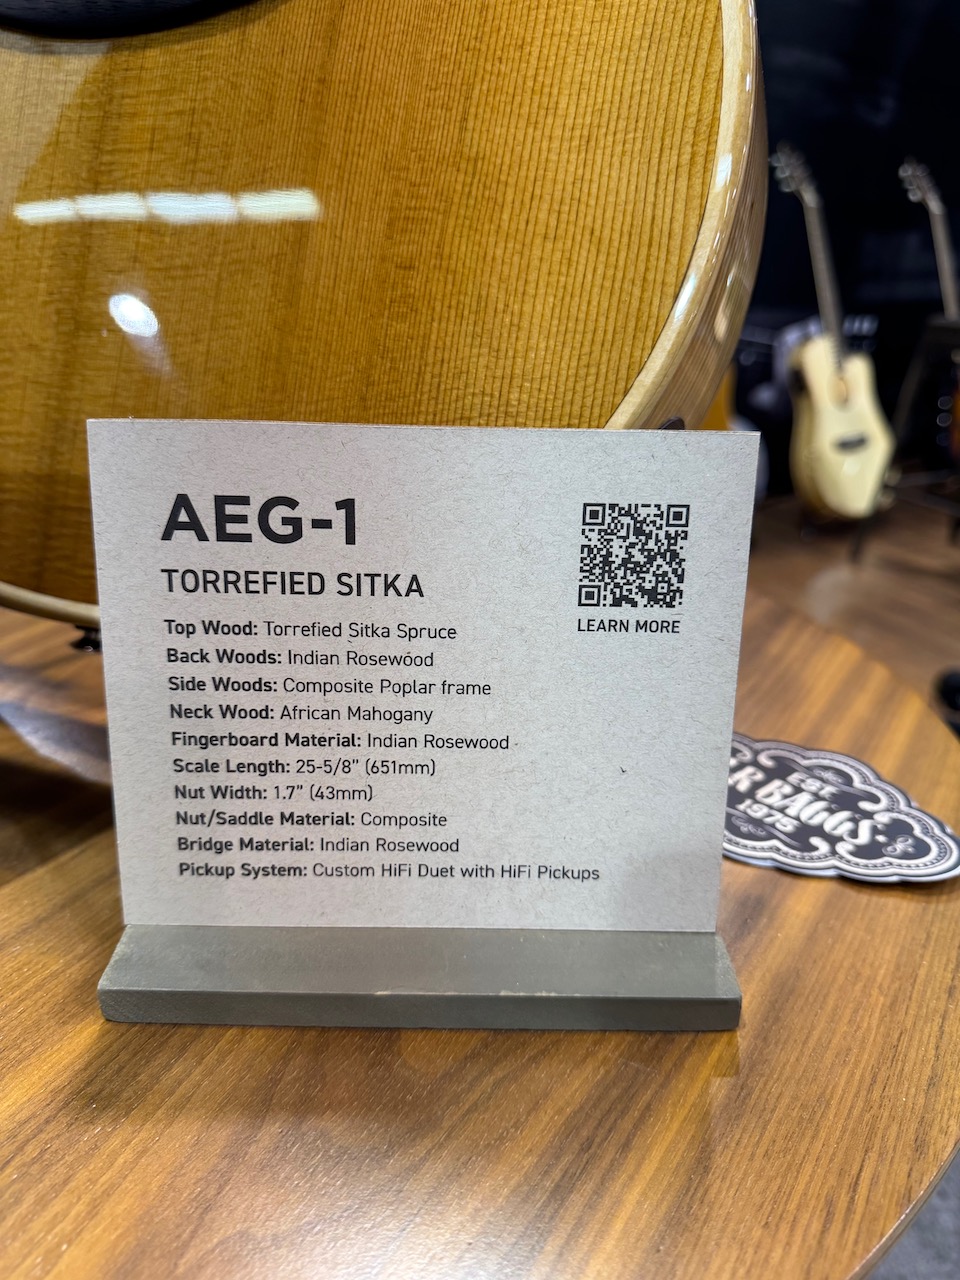 AEG-1
TORREFIED SITKA
Top Wood: Torrefied Sitka Spruce
Back Woods: Indian Rosewood
Side Woods: Composite Poplar frame
Neck Wood: African Mahogany
Fingerboard Material: Indian Rosewood
Scale Length: 25-5/8” (651mm)
Nut Width: 1.7” (43mm)
Nut/Saddle Material: Composite
Bridge Material: Indian Rosewood
Pickup System: Custom HiFi Duet with HiFi Pickups
LEARN MORE
BAGGS
1975